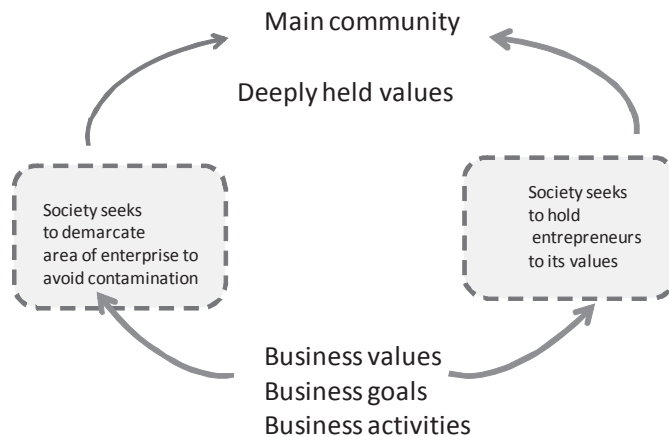 Main community
Deeply held values
Society seeks
to demarcate
area of enterprise to
avoid contamination
Society seeks
to hold
entrepreneurs
to its values
Business values
Business goals
Business activities